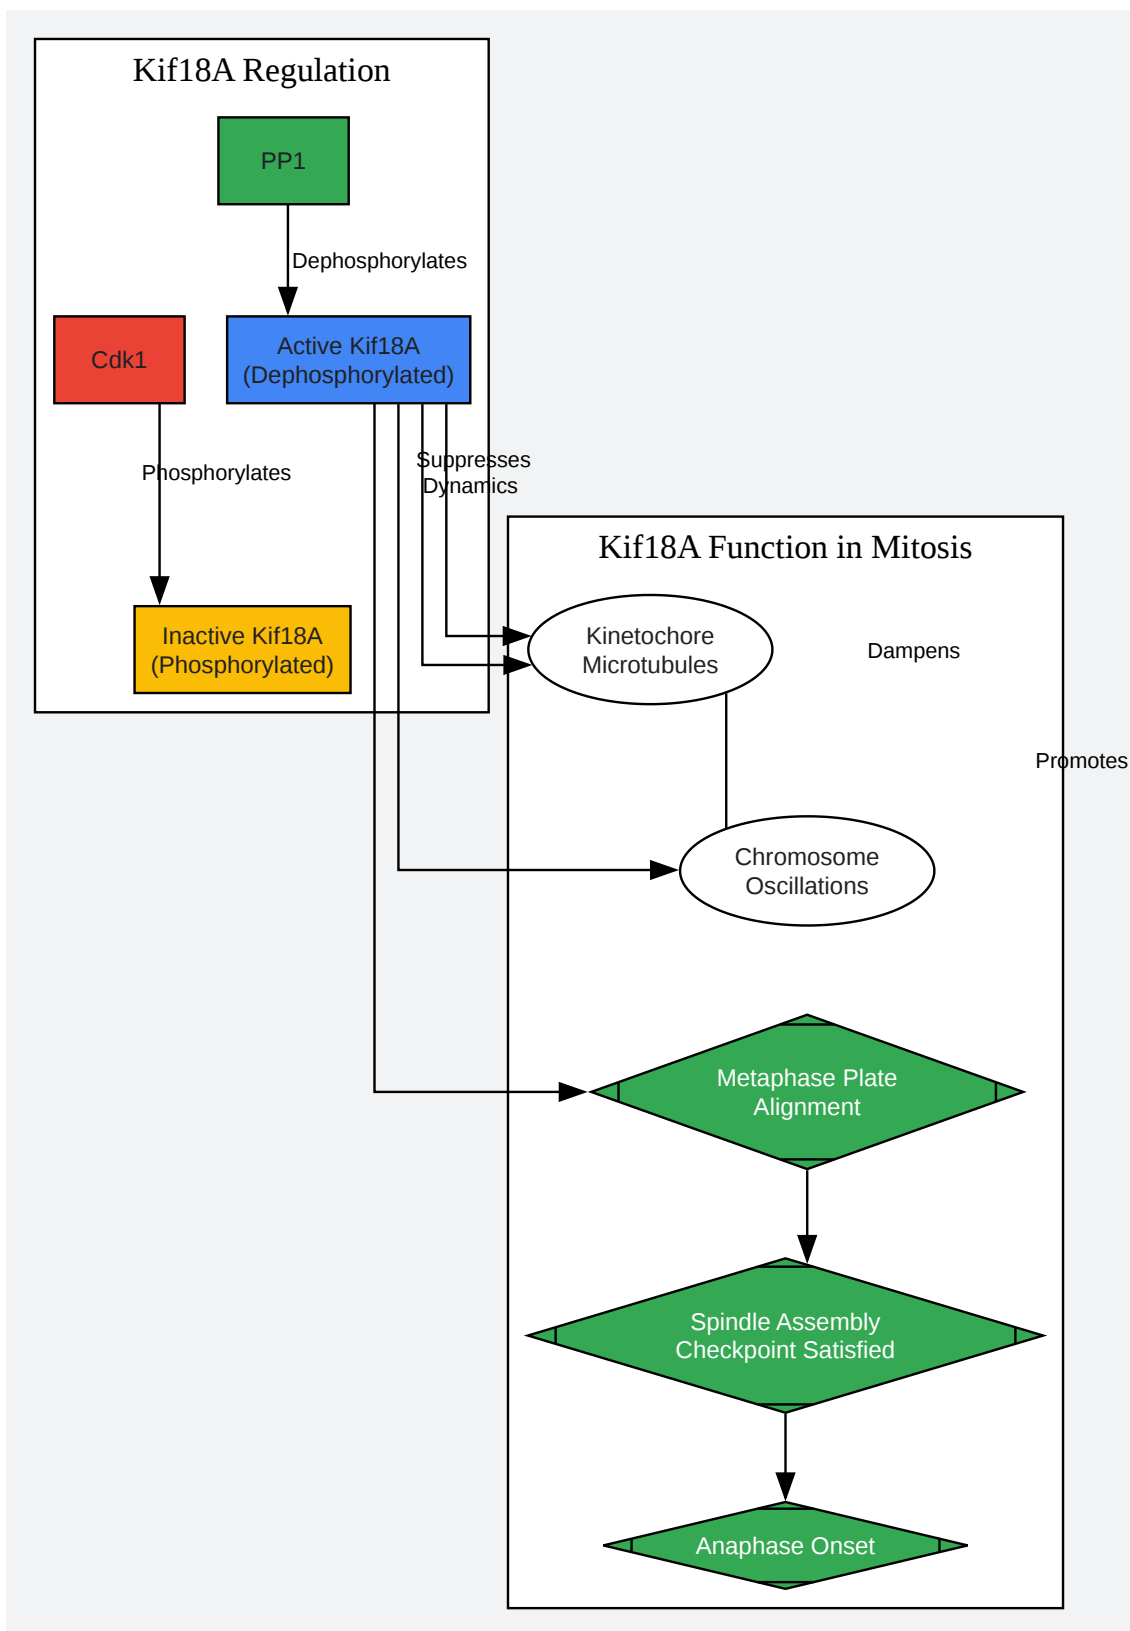 Kif18A Regulation
PP1
Dephosphorylates
Cdk1
Active Kif18A
(Dephosphorylated)
Phosphorylates
Suppresses
Dynamics
Inactive Kif18A
(Phosphorylated)
Kif18A Function in Mitosis
Kinetochore
Microtubules
Dampens
Promotes
Chromosome
Oscillations
Metaphase Plate
Alignment
Spindle Assembly
Checkpoint Satisfied
Anaphase Onset